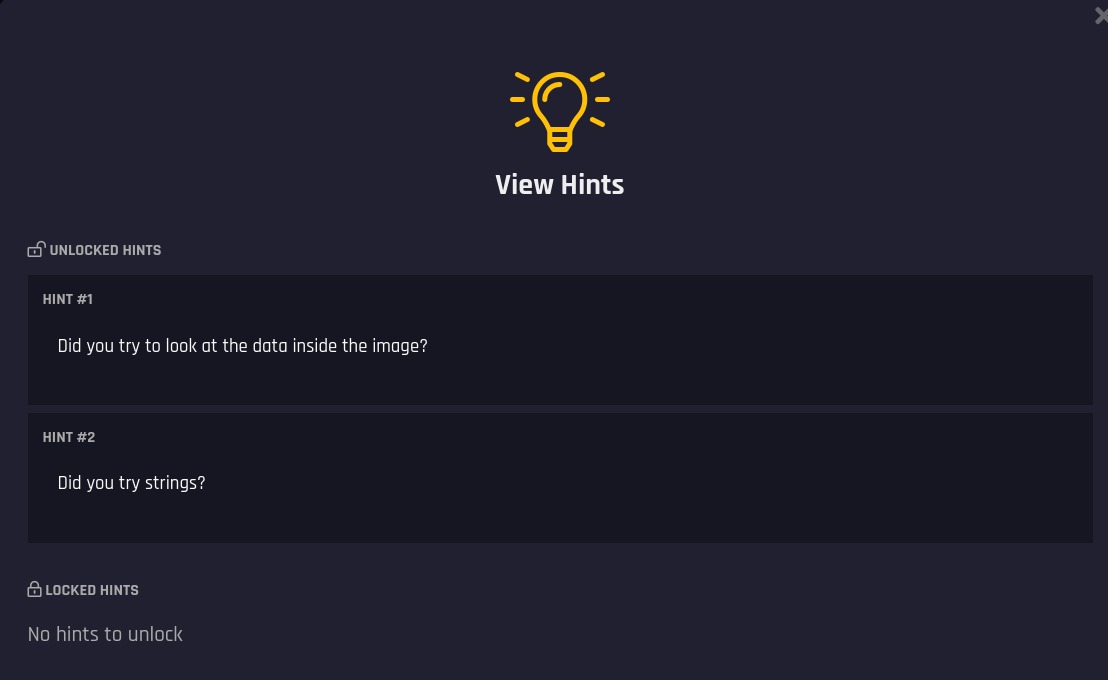 View Hints
UNLOCKED HINTS
HINT #1
Did you try to look at the data inside the image?
HINT #2
Did you try strings?
LOCKED HINTS
No hints to unlock